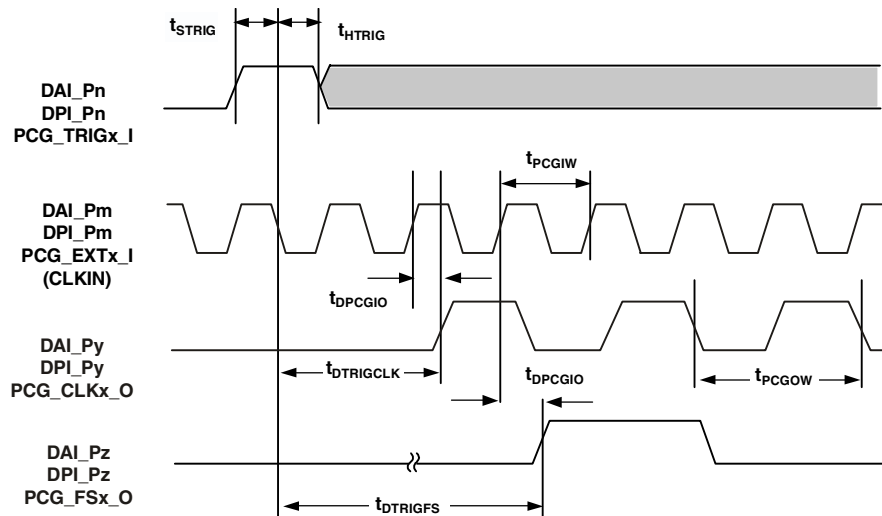 tSTRIG
tHTRIG
DAI_Pn
DPI_Pn
PCG_TRIGx_I
tPCGIW
DAI_Pm
DPI_Pm
PCG_EXTx_I
(CLKIN)
tDPCGIO
DAI_Py
DPI_Py
PCG_CLKx_O
tDTRIGCLK
tDPCGIO
tPCGOW
DAI_Pz
DPI_Pz
PCG_FSx_O
tDTRIGFS